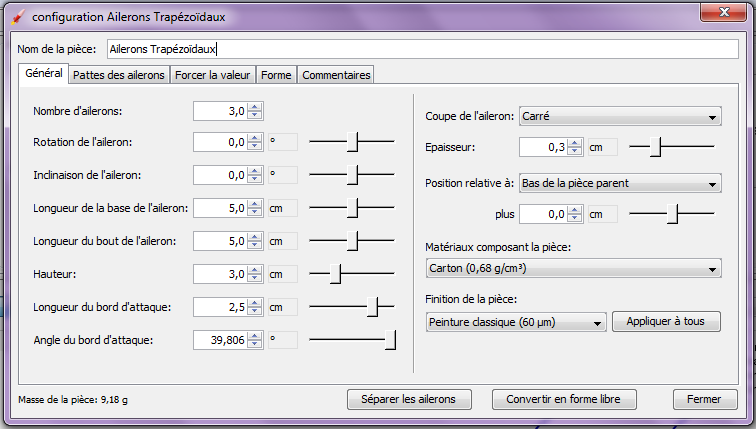 configuration Ailerons Trapézoïdaux
Nom de la pièce: Ailerons Trapézoïdaux
Général Pattes des ailerons Forcer la valeur Forme Commentaires
Nombre d'ailerons: 3,0
Rotation de l'aileron: 0,0 °
Inclinaison de l'aileron: 0,0 °
Longueur de la base de l'aileron: 5,0 cm
Longueur du bout de l'aileron: 5,0 cm
Hauteur: 3,0 cm
Longueur du bord d'attaque: 2,5 cm
Angle du bord d'attaque: 39,806 °
Coupe de l'aileron: Carré
Epaisseur: 0,3 cm
Position relative à: Bas de la pièce parent
plus 0,0 cm
Matériaux composant la pièce:
Carton (0,68 g/cm³)
Finition de la pièce:
Peinture classique (60 µm) Appliquer à tous
Masse de la pièce: 9,18 g
Séparer les ailerons Convertir en forme libre Fermer